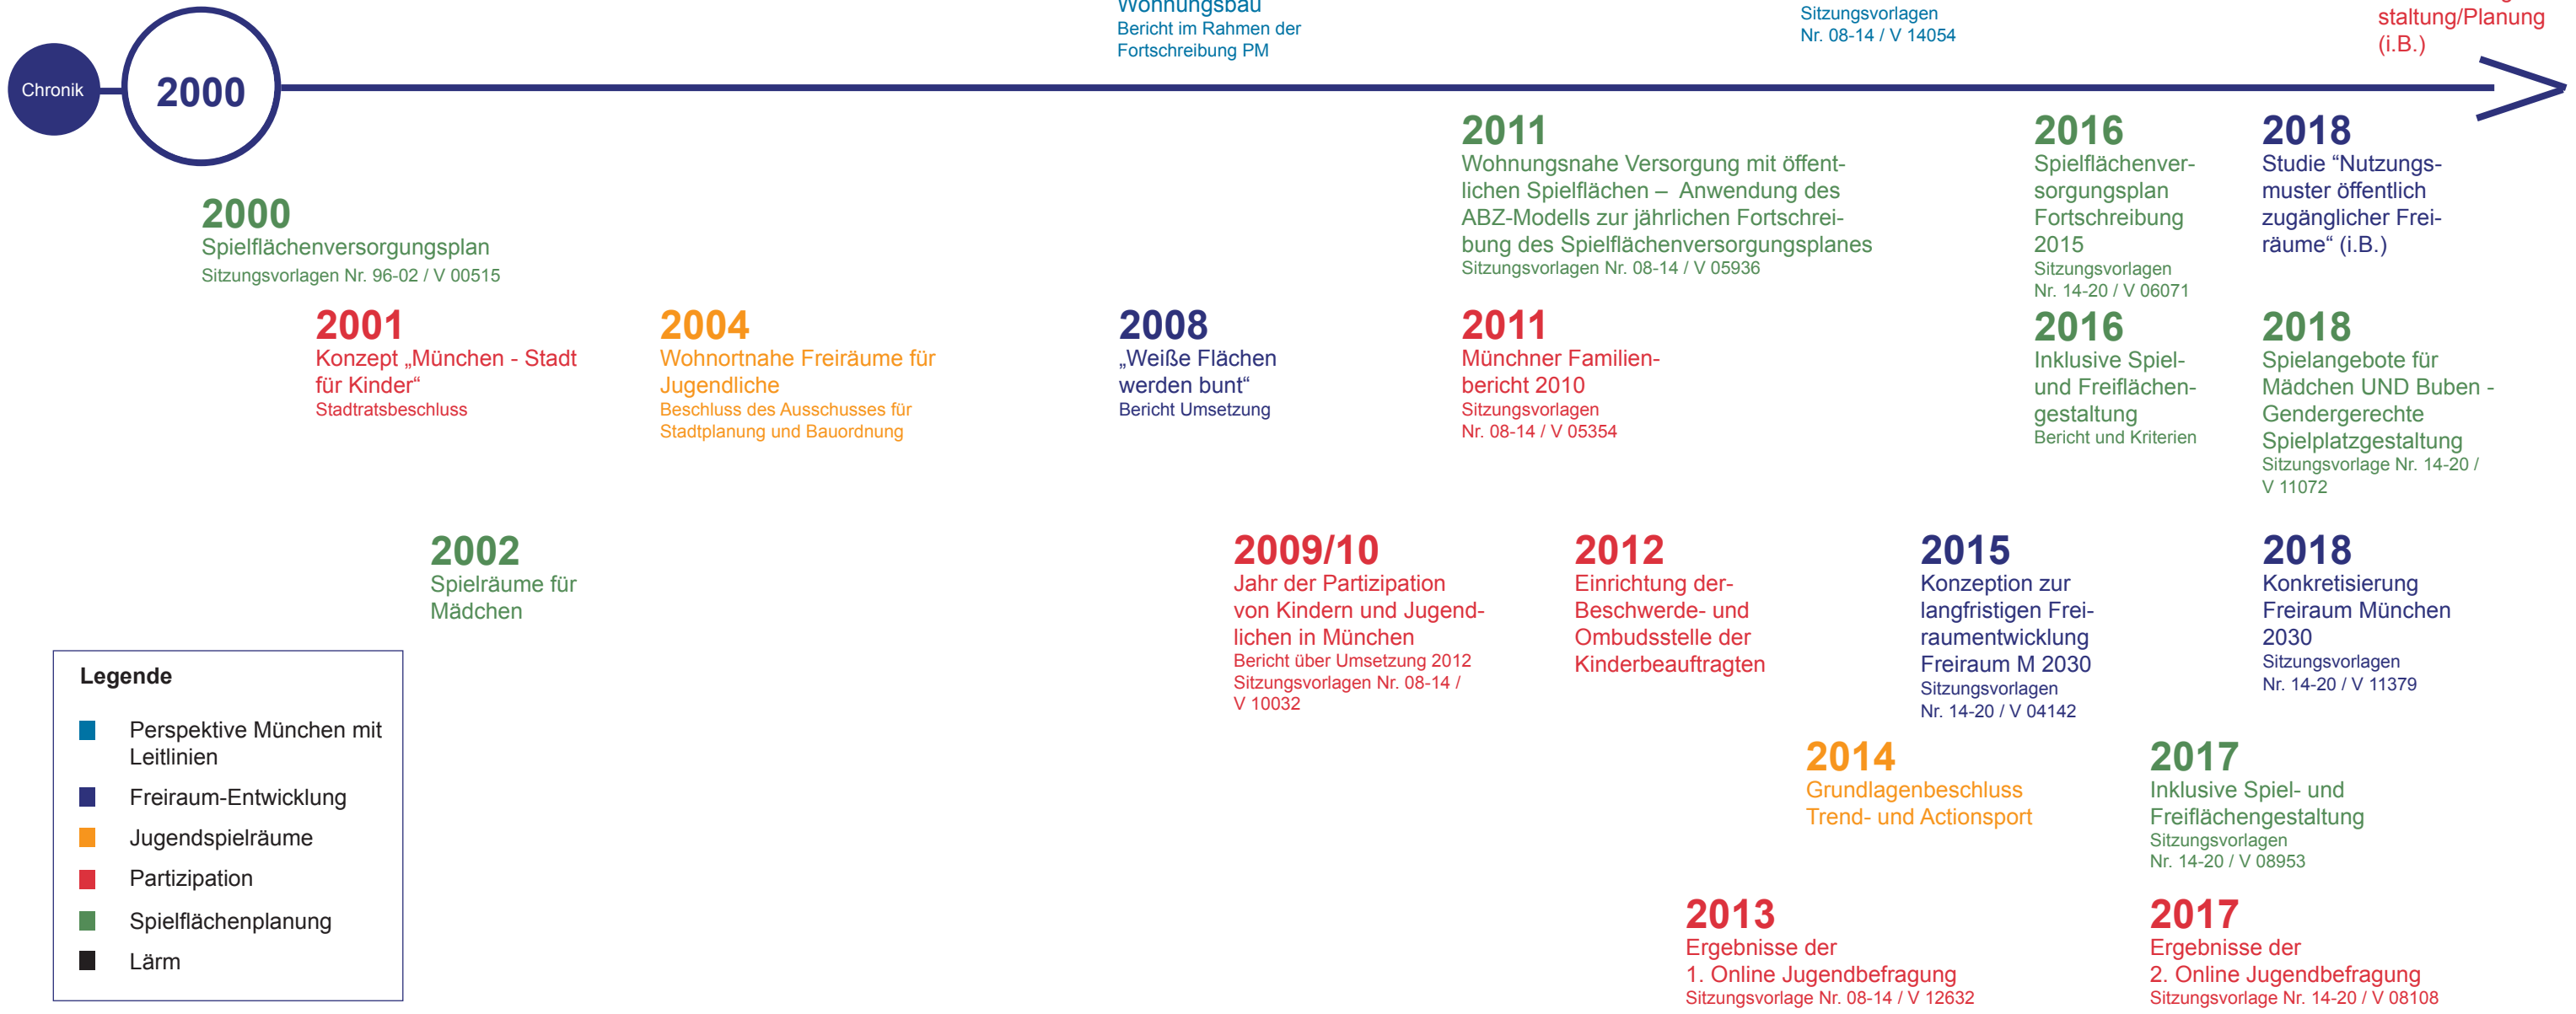 Wohnungsbau
Bericht im Rahmen der
Fortschreibung PM
Sitzungsvorlagen
Nr. 08-14 / V 14054
staltung/Planung
(i.B.)
Chronik
2000
2000
Spielflächenversorgungsplan
Sitzungsvorlagen Nr. 96-02 / V 00515
2011
Wohnungsnahe Versorgung mit öffent-
lichen Spielflächen – Anwendung des
ABZ-Modells zur jährlichen Fortschrei-
bung des Spielflächenversorgungsplanes
Sitzungsvorlagen Nr. 08-14 / V 05936
2016
Spielflächenver-
sorgungsplan
Fortschreibung
2015
Sitzungsvorlagen
Nr. 14-20 / V 06071
2018
Studie “Nutzungs-
muster öffentlich
zugänglicher Frei-
räume“ (i.B.)
2001
Konzept „München - Stadt
für Kinder“
Stadtratsbeschluss
2004
Wohnortnahe Freiräume für
Jugendliche
Beschluss des Ausschusses für
Stadtplanung und Bauordnung
2008
„Weiße Flächen
werden bunt“
Bericht Umsetzung
2011
Münchner Familien-
bericht 2010
Sitzungsvorlagen
Nr. 08-14 / V 05354
2016
Inklusive Spiel-
und Freiflächen-
gestaltung
Bericht und Kriterien
2018
Spielangebote für
Mädchen UND Buben -
Gendergerechte
Spielplatzgestaltung
Sitzungsvorlage Nr. 14-20 /
V 11072
2002
Spielräume für
Mädchen
2009/10
Jahr der Partizipation
von Kindern und Jugend-
lichen in München
Bericht über Umsetzung 2012
Sitzungsvorlagen Nr. 08-14 /
V 10032
2012
Einrichtung der-
Beschwerde- und
Ombudsstelle der
Kinderbeauftragten
2015
Konzeption zur
langfristigen Frei-
raumentwicklung
Freiraum M 2030
Sitzungsvorlagen
Nr. 14-20 / V 04142
2018
Konkretisierung
Freiraum München
2030
Sitzungsvorlagen
Nr. 14-20 / V 11379
2014
Grundlagenbeschluss
Trend- und Actionsport
2017
Inklusive Spiel- und
Freiflächengestaltung
Sitzungsvorlagen
Nr. 14-20 / V 08953
2013
Ergebnisse der
1. Online Jugendbefragung
Sitzungsvorlage Nr. 08-14 / V 12632
2017
Ergebnisse der
2. Online Jugendbefragung
Sitzungsvorlage Nr. 14-20 / V 08108
Legende
Perspektive München mit
Leitlinien
Freiraum-Entwicklung
Jugendspielräume
Partizipation
Spielflächenplanung
Lärm